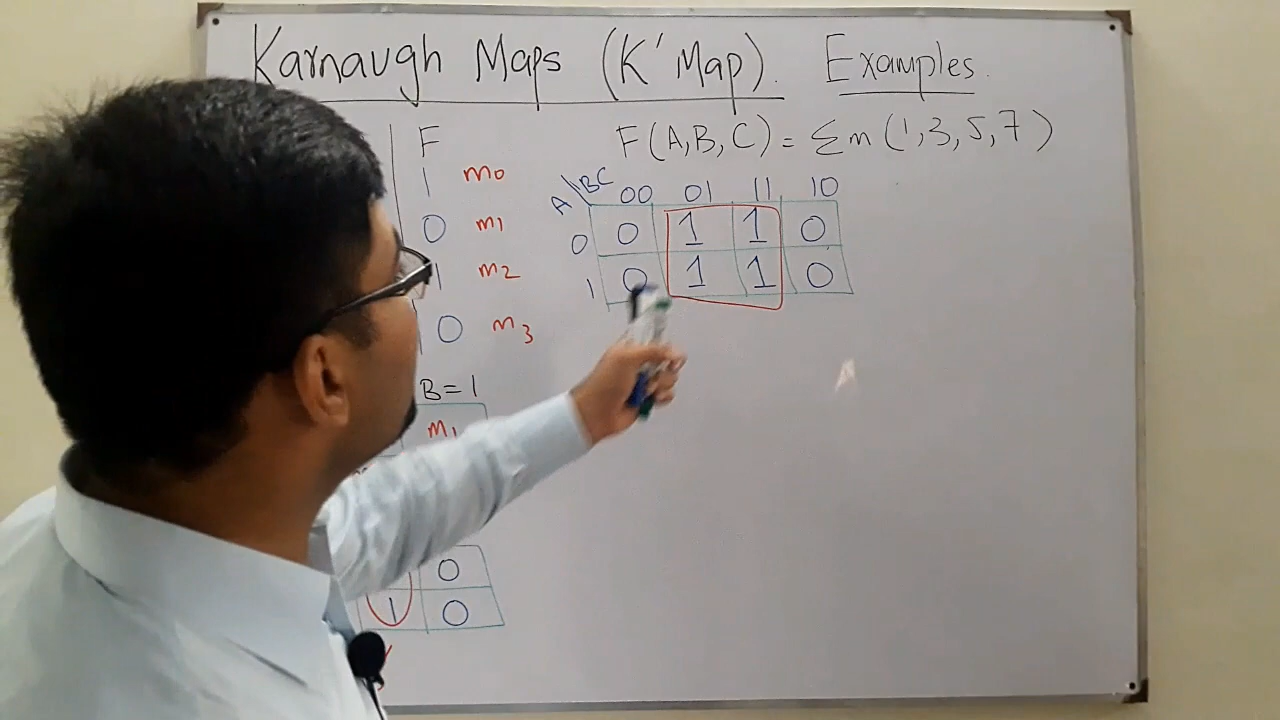 Karnaugh Maps (K' Map). Examples.
F
1 m0
0 m1
1 m2
0 m3
B=1
m1
0
1 0
F(A,B,C) = Σm (1,3,5,7)
A\BC 00 01 11 10
0 0 1 1 0
1 0 1 1 0